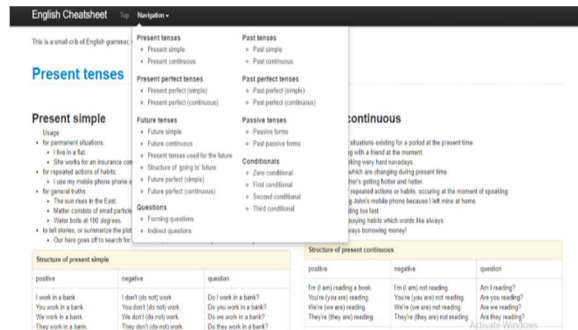 English Cheatsheet Top Navigation
This is a small crib of English grammar,
Present tenses
Present simple
Present continuous
Present perfect tenses
Present perfect (simple)
Present perfect (continuous)
Future tenses
Future simple
Future continuous
Present tenses used for the future
Structure of 'going to' future
Future perfect (simple)
Future perfect (continuous)
Questions
Forming questions
Indirect questions
Past tenses
Past simple
Past continuous
Past perfect tenses
Past perfect (simple)
Past perfect (continuous)
Passive tenses
Passive forms
Past passive forms
Conditionals
Zero conditional
First conditional
Second conditional
Third conditional
Present tenses
Present simple
Usage
for permanent situations:
I live in a flat.
She works for an insurance com
for repeated actions of habits:
I use my mobile phone phone e
for general truths:
The sun rises in the East.
Matter consists of small particle
Water boils at 100 degrees.
to tell stories, or summarize the plot
Our hero goes off to search for
Structure of present simple
positive negative question
I work in a bank. I don't (do not) work. Do I work in a bank?
You work in a bank. You don't (do not) work. Do you work in a bank?
We work in a bank. We don't (do not) work. Do we work in a bank?
They work in a bank. They don't (do not) work. Do they work in a bank?
continuous
situations existing for a period at the present time:
g with a friend at the moment.
rking very hard nowadays.
which are changing during present time:
her's getting hotter and hotter.
repeated actions or habits, occuring at the moment of speaking
g John's mobile phone because I left mine at home.
ding too fast
noying habits which words like always:
ays borrowing money!
Structure of present continuous
positive negative question
I'm (I am) reading a book. I'm (I am) not reading. Am I reading?
You're (you are) reading. You're (you are) not reading. Are you reading?
We're (we are) reading. We're (we are) not reading. Are we reading?
They're (they are) reading. They're (they are) not reading. Are they reading?
Activate Windows